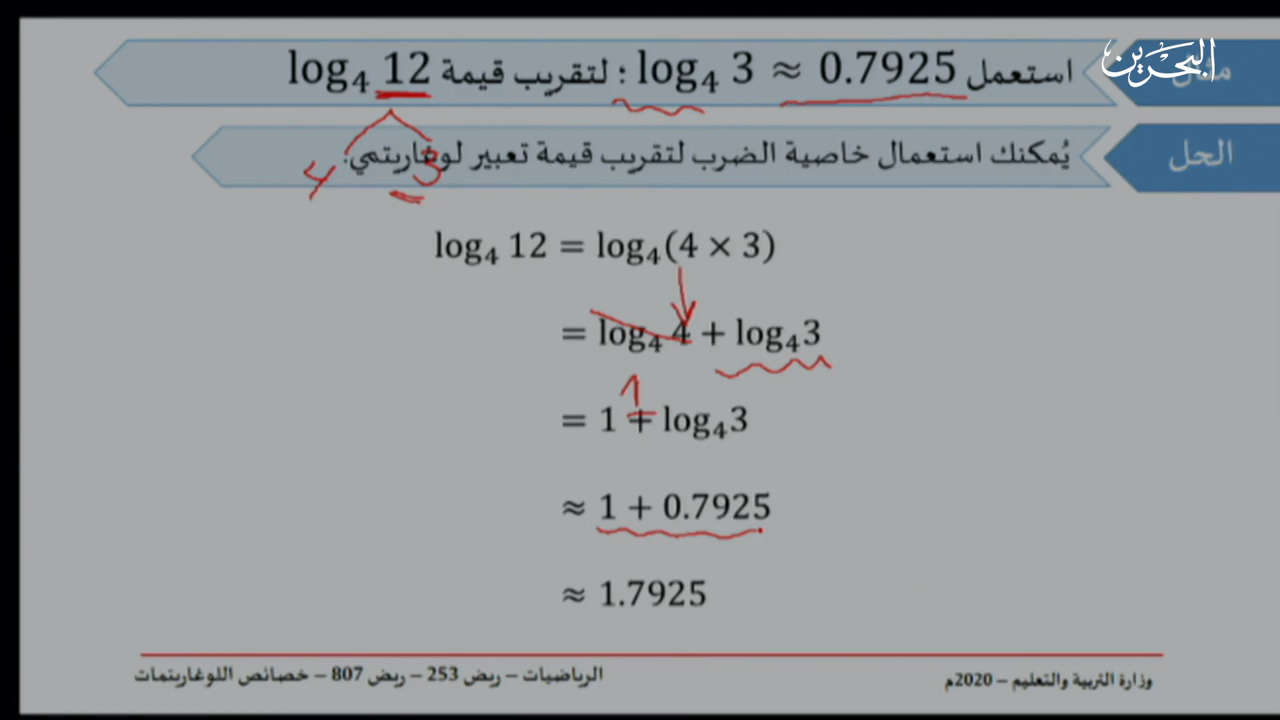 البحرين
مثال
استعمل log₄ 3 ≈ 0.7925 ؛ لتقريب قيمة log₄ 12
الحل
يُمكنك استعمال خاصية الضرب لتقريب قيمة تعبير لوغاريتمي:
4 3
log₄ 12 = log₄(4 × 3)
= log₄ 4 + log₄3
1
= 1 + log₄3
≈ 1 + 0.7925
≈ 1.7925
وزارة التربية والتعليم – 2020م
الرياضيات – ريض 253 – ريض 807 – خصائص اللوغاريتمات